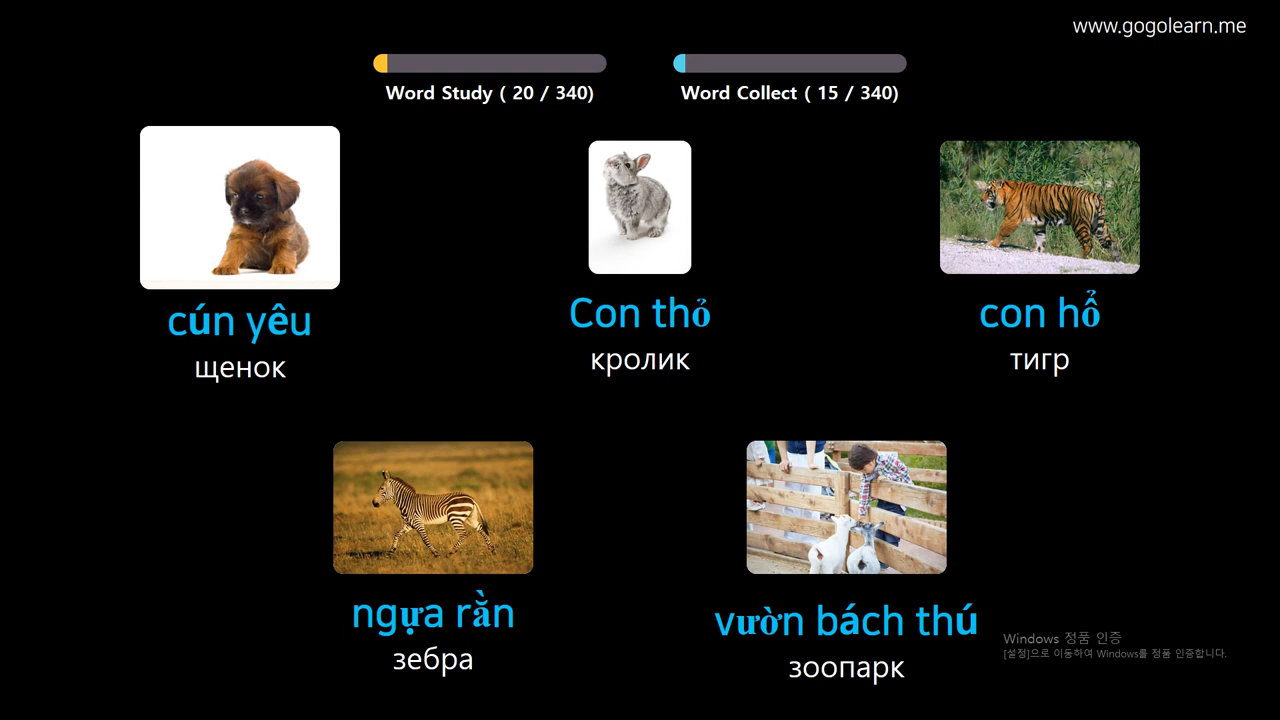 www.gogolearn.me
Word Study ( 20 / 340)
Word Collect ( 15 / 340)
cún yêu
щенок
Con thỏ
кролик
con hổ
тигр
ngựa rằn
зебра
vườn bách thú
зоопарк
Windows 정품 인증
[설정]으로 이동하여 Windows를 정품 인증합니다.